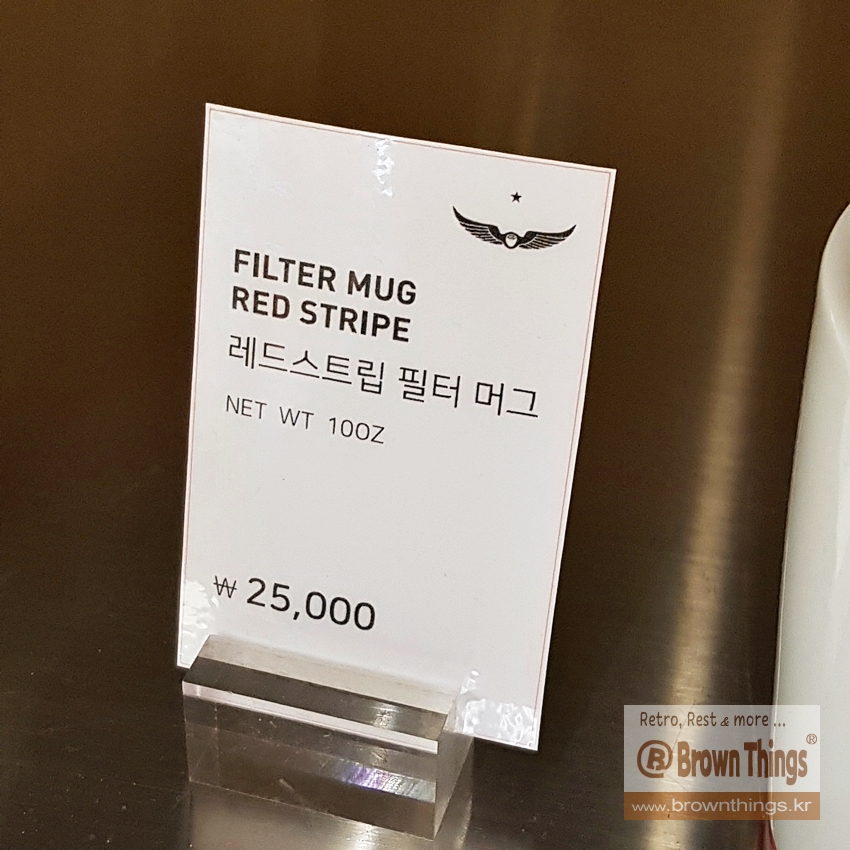 FILTER MUG
RED STRIPE
레드스트립 필터 머그
NET WT 10OZ
₩ 25,000
Retro, Rest & more ...
® Brown Things®
www.brownthings.kr